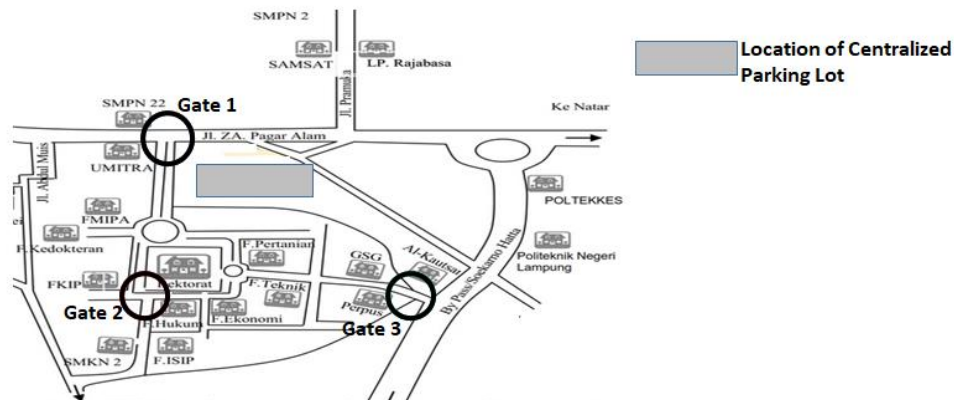 SMPN 2
SAMSAT
LP. Rajabasa
Location of Centralized
Parking Lot
Jl. Pramuka
SMPN 22
Gate 1
Ke Natar
Jl. ZA. Pagar Alam
UMITRA
Jl. Abdul Muis
POLTEKKES
FMIPA
F.Kedokteran
F.Pertanian
GSG
Al-Kautsar
By Pass/Soekarno Hatta
Politeknik Negeri
Lampung
FKIP
F.Teknik
Perpus
Gate 2
F.Hukum
F.Ekonomi
Gate 3
SMKN 2
F.ISIP